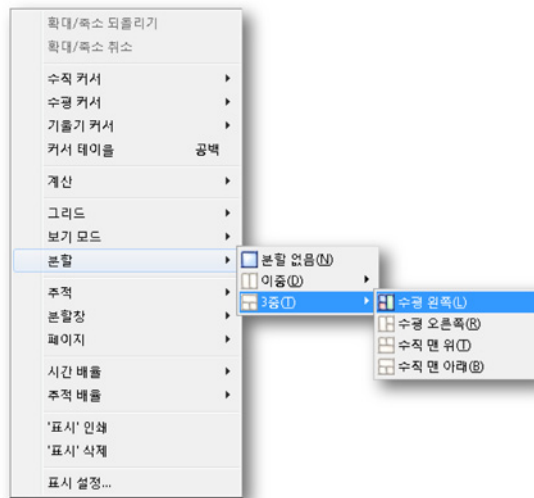 확대/축소 되돌리기
확대/축소 취소
수직 커서
수평 커서
기울기 커서
커서 테이블 공백
계산
그리드
보기 모드
분할
추적
분할창
페이지
시간 배율
추적 배율
'표시' 인쇄
'표시' 삭제
표시 설정...
분할 없음(N)
이중(D)
3중(T)
수평 왼쪽(L)
수평 오른쪽(R)
수직 맨 위(T)
수직 맨 아래(B)